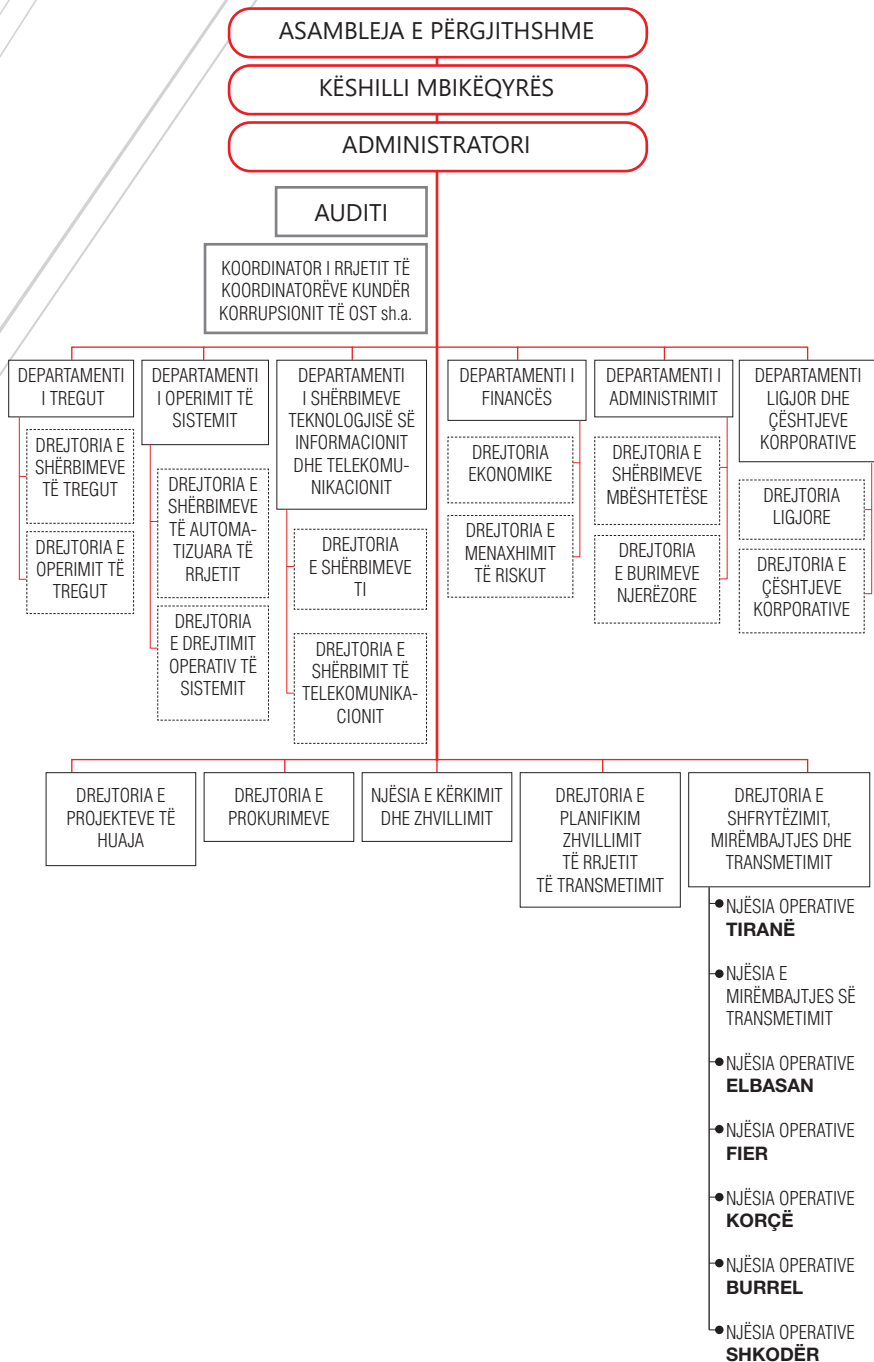 ASAMBLEJA E PËRGJITHSHME
KËSHILLI MBIKËQYRËS
ADMINISTRATORI
AUDITI
KOORDINATOR I RRJETIT TË
KOORDINATORËVE KUNDËR
KORRUPSIONIT TË OST sh.a.
DEPARTAMENTI
I TREGUT
DREJTORIA E
SHËRBIMEVE
TË TREGUT
DREJTORIA E
OPERIMIT TË
TREGUT
DEPARTAMENTI
I OPERIMIT TË
SISTEMIT
DREJTORIA E
SHËRBIMEVE
TË AUTOMA-
TIZUARA TË
RRJETIT
DREJTORIA
E DREJTIMIT
OPERATIV TË
SISTEMIT
DEPARTAMENTI
I SHËRBIMEVE
TEKNOLOGJISË SË
INFORMACIONIT
DHE TELEKOMU-
NIKACIONIT
DREJTORIA
E SHËRBIMEVE
TI
DREJTORIA E
SHËRBIMIT TË
TELEKOMUNIKA-
CIONIT
DEPARTAMENTI I
FINANCËS
DREJTORIA
EKONOMIKE
DREJTORIA E
MENAXHIMIT
TË RISKUT
DEPARTAMENTI I
ADMINISTRIMIT
DREJTORIA E
SHËRBIMEVE
MBËSHTETËSE
DREJTORIA
E BURIMEVE
NJERËZORE
DEPARTAMENTI
LIGJOR DHE
ÇËSHTJEVE
KORPORATIVE
DREJTORIA
LIGJORE
DREJTORIA E
ÇËSHTJEVE
KORPORATIVE
DREJTORIA E
PROJEKTEVE TË
HUAJA
DREJTORIA E
PROKURIMEVE
NJËSIA E KËRKIMIT
DHE ZHVILLIMIT
DREJTORIA E
PLANIFIKIM
ZHVILLIMIT
TË RRJETIT
TË TRANSMETIMIT
DREJTORIA E
SHFRYTËZIMIT,
MIRËMBAJTJES DHE
TRANSMETIMIT
NJËSIA OPERATIVE
TIRANË
NJËSIA E
MIRËMBAJTJES SË
TRANSMETIMIT
NJËSIA OPERATIVE
ELBASAN
NJËSIA OPERATIVE
FIER
NJËSIA OPERATIVE
KORÇË
NJËSIA OPERATIVE
BURREL
NJËSIA OPERATIVE
SHKODËR